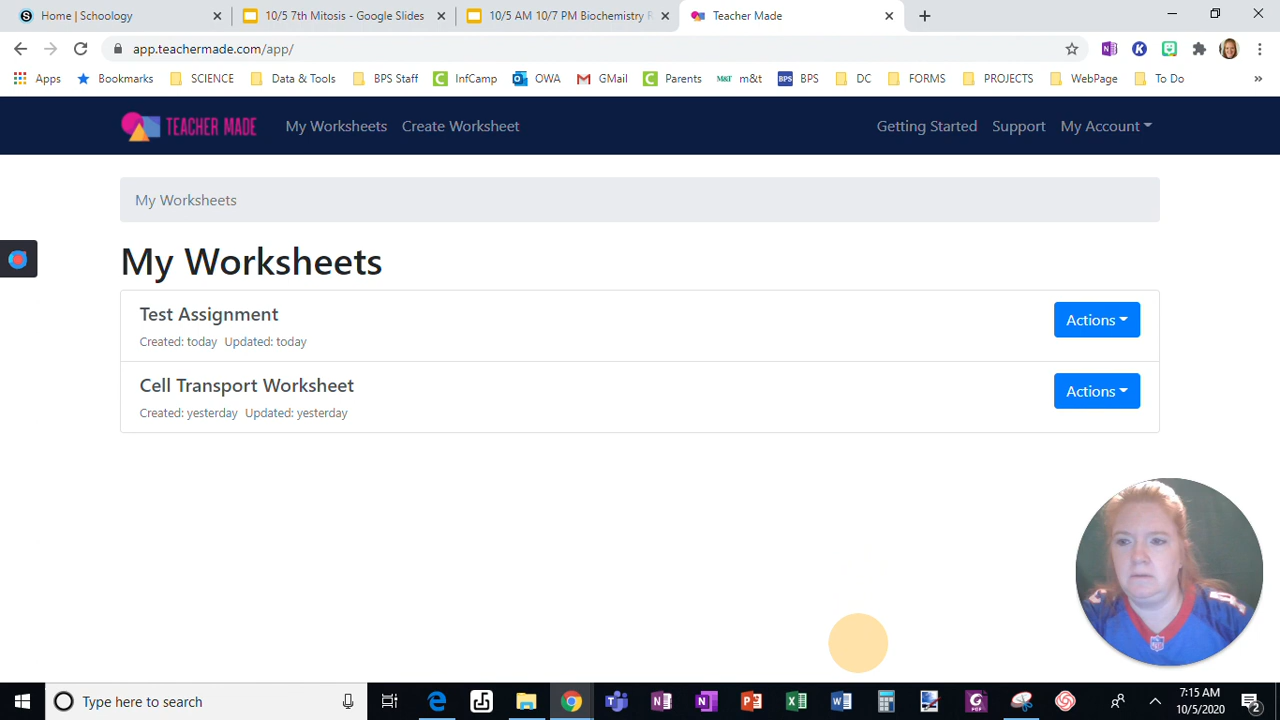 Home | Schoology
10/5 7th Mitosis - Google Slides
10/5 AM 10/7 PM Biochemistry
Teacher Made
app.teachermade.com/app/
Apps
Bookmarks
SCIENCE
Data & Tools
BPS Staff
InfCamp
OWA
GMail
Parents
M&T
m&t
BPS
BPS
DC
FORMS
PROJECTS
WebPage
To Do
TEACHER MADE
My Worksheets
Create Worksheet
Getting Started
Support
My Account
My Worksheets
My Worksheets
Test Assignment
Actions
Created: today Updated: today
Cell Transport Worksheet
Actions
Created: yesterday Updated: yesterday
Type here to search
7:15 AM
10/5/2020
2